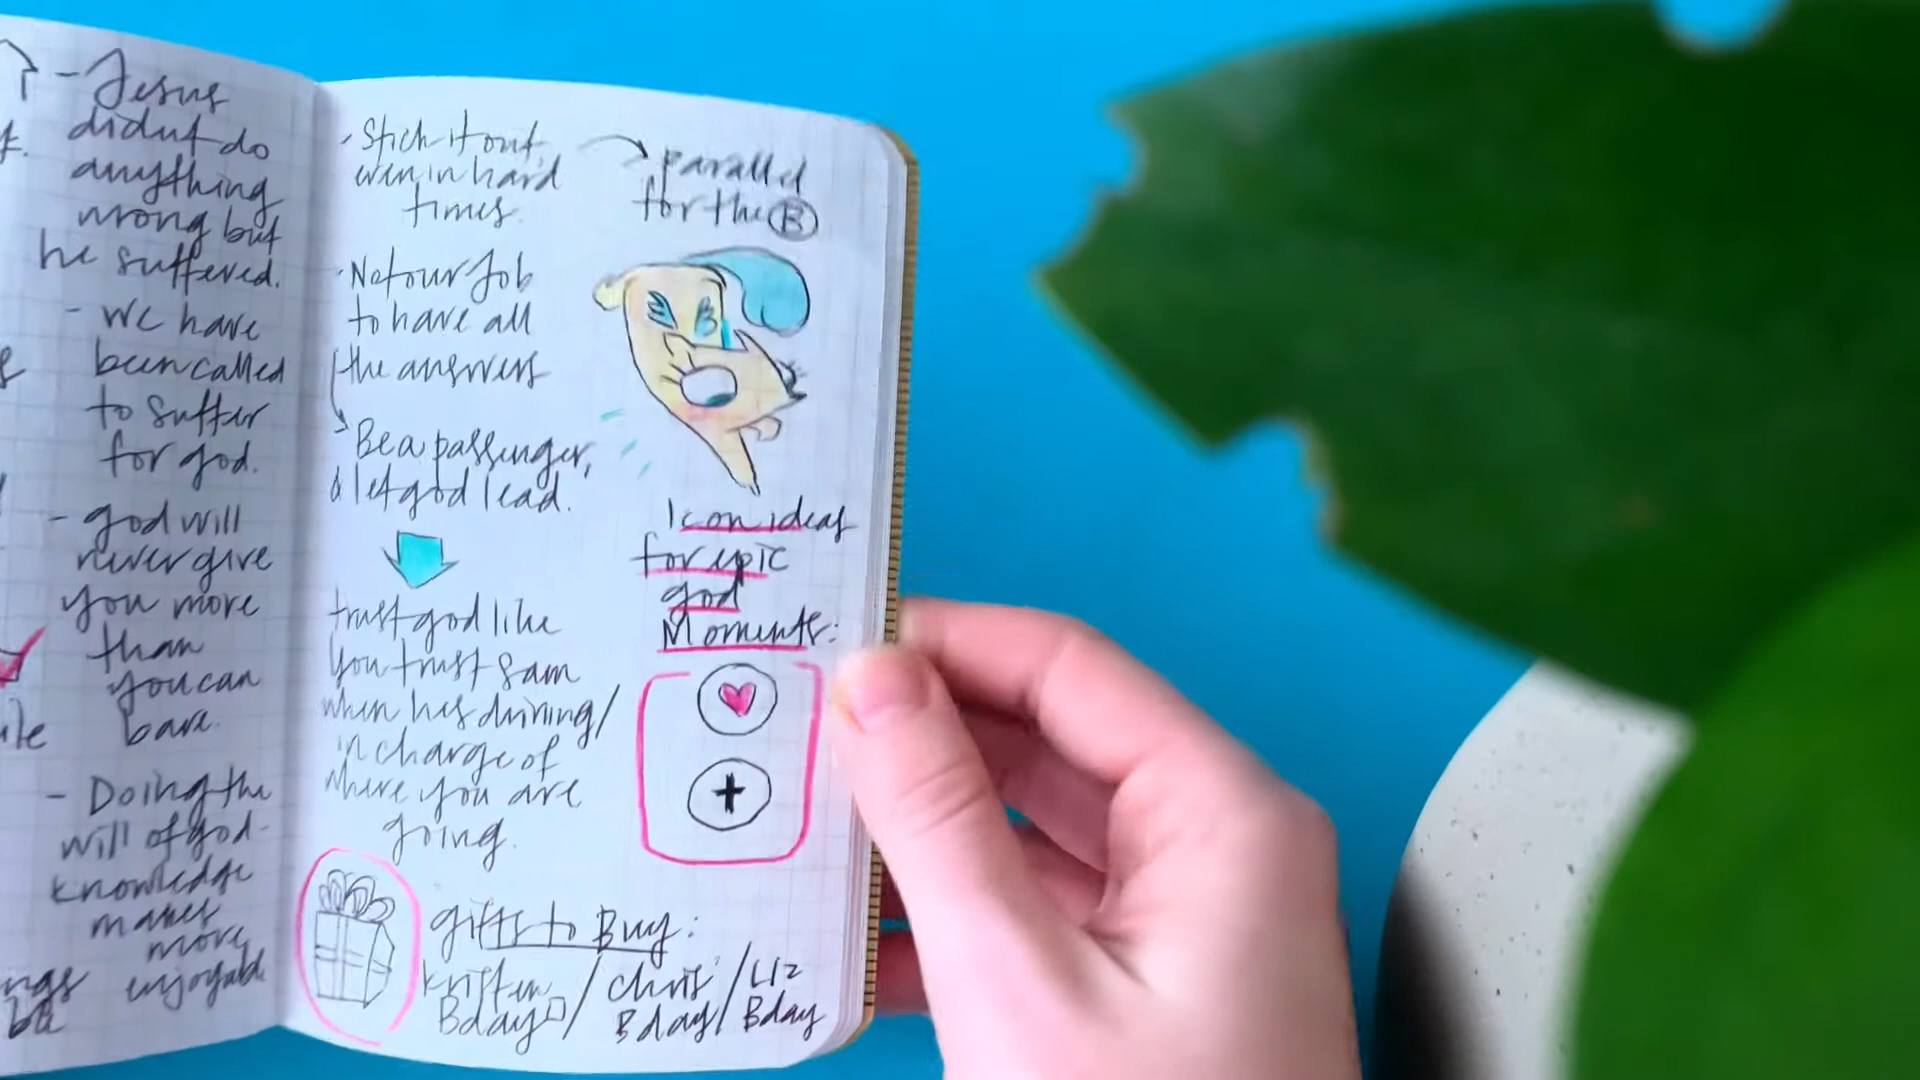 - Jesus
didnt do
anything
wrong but
he suffered.
- we have
been called
to suffer
for god.
- god will
never give
you more
than
you can
bare.
- Doing the
will of god -
knowledge
makes
more
enjoyable
- Stick it out,
even in hard
times.
- Not our Job
to have all
the answers
Be a passenger,
& let god lead.
trust god like
you trust sam
when hes driving /
in charge of
where you are
going.
parallel
for the B
Icon ideas
for epic
god
Moments:
+
gifts to Buy:
kristen / Chris / Liz
Bday / Bday / Bday